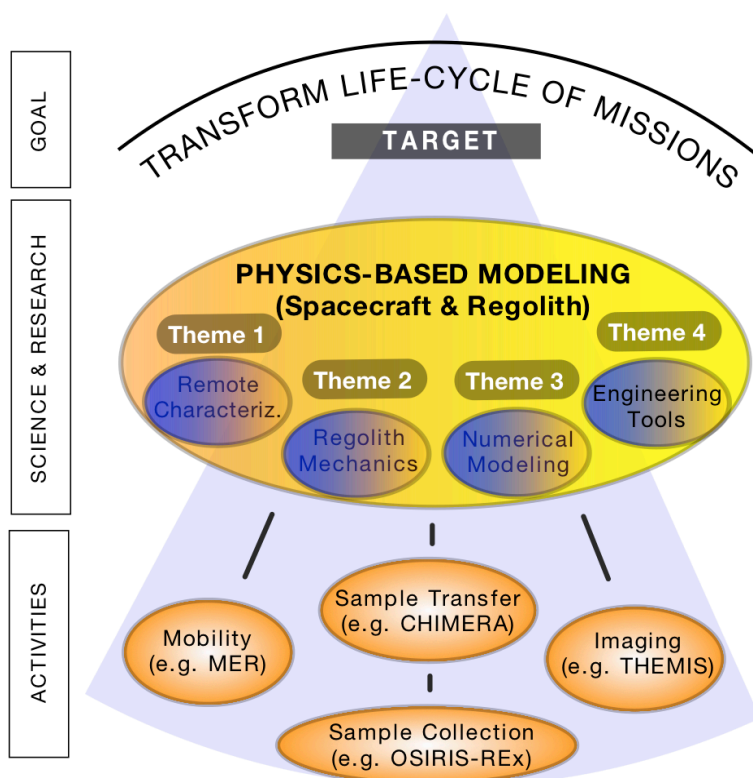 GOAL
TRANSFORM LIFE-CYCLE OF MISSIONS
TARGET
SCIENCE & RESEARCH
PHYSICS-BASED MODELING
(Spacecraft & Regolith)
Theme 1
Remote
Characteriz.
Theme 2
Regolith
Mechanics
Theme 3
Numerical
Modeling
Theme 4
Engineering
Tools
ACTIVITIES
Mobility
(e.g. MER)
Sample Transfer
(e.g. CHIMERA)
Imaging
(e.g. THEMIS)
Sample Collection
(e.g. OSIRIS-REx)